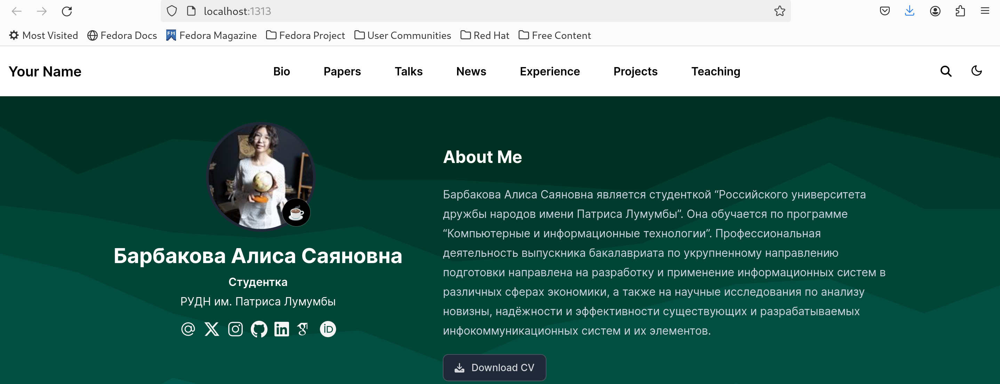 localhost:1313
Most Visited
Fedora Docs
FM
Fedora Magazine
Fedora Project
User Communities
Red Hat
Free Content
Your Name
Bio
Papers
Talks
News
Experience
Projects
Teaching
Барбакова Алиса Саяновна
Студентка
РУДН им. Патриса Лумумбы
About Me
Барбакова Алиса Саяновна является студенткой “Российского университета
дружбы народов имени Патриса Лумумбы”. Она обучается по программе
“Компьютерные и информационные технологии”. Профессиональная
деятельность выпускника бакалавриата по укрупненному направлению
подготовки направлена на разработку и применение информационных систем в
различных сферах экономики, а также на научные исследования по анализу
новизны, надёжности и эффективности существующих и разрабатываемых
инфокоммуникационных систем и их элементов.
Download CV